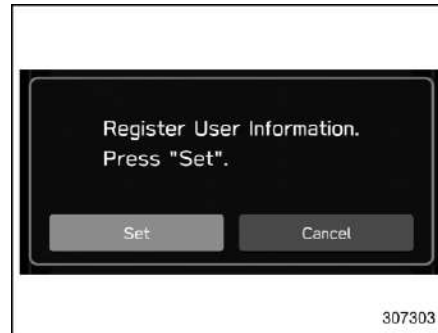 Register User Information.
Press "Set".
Set
Cancel
307303